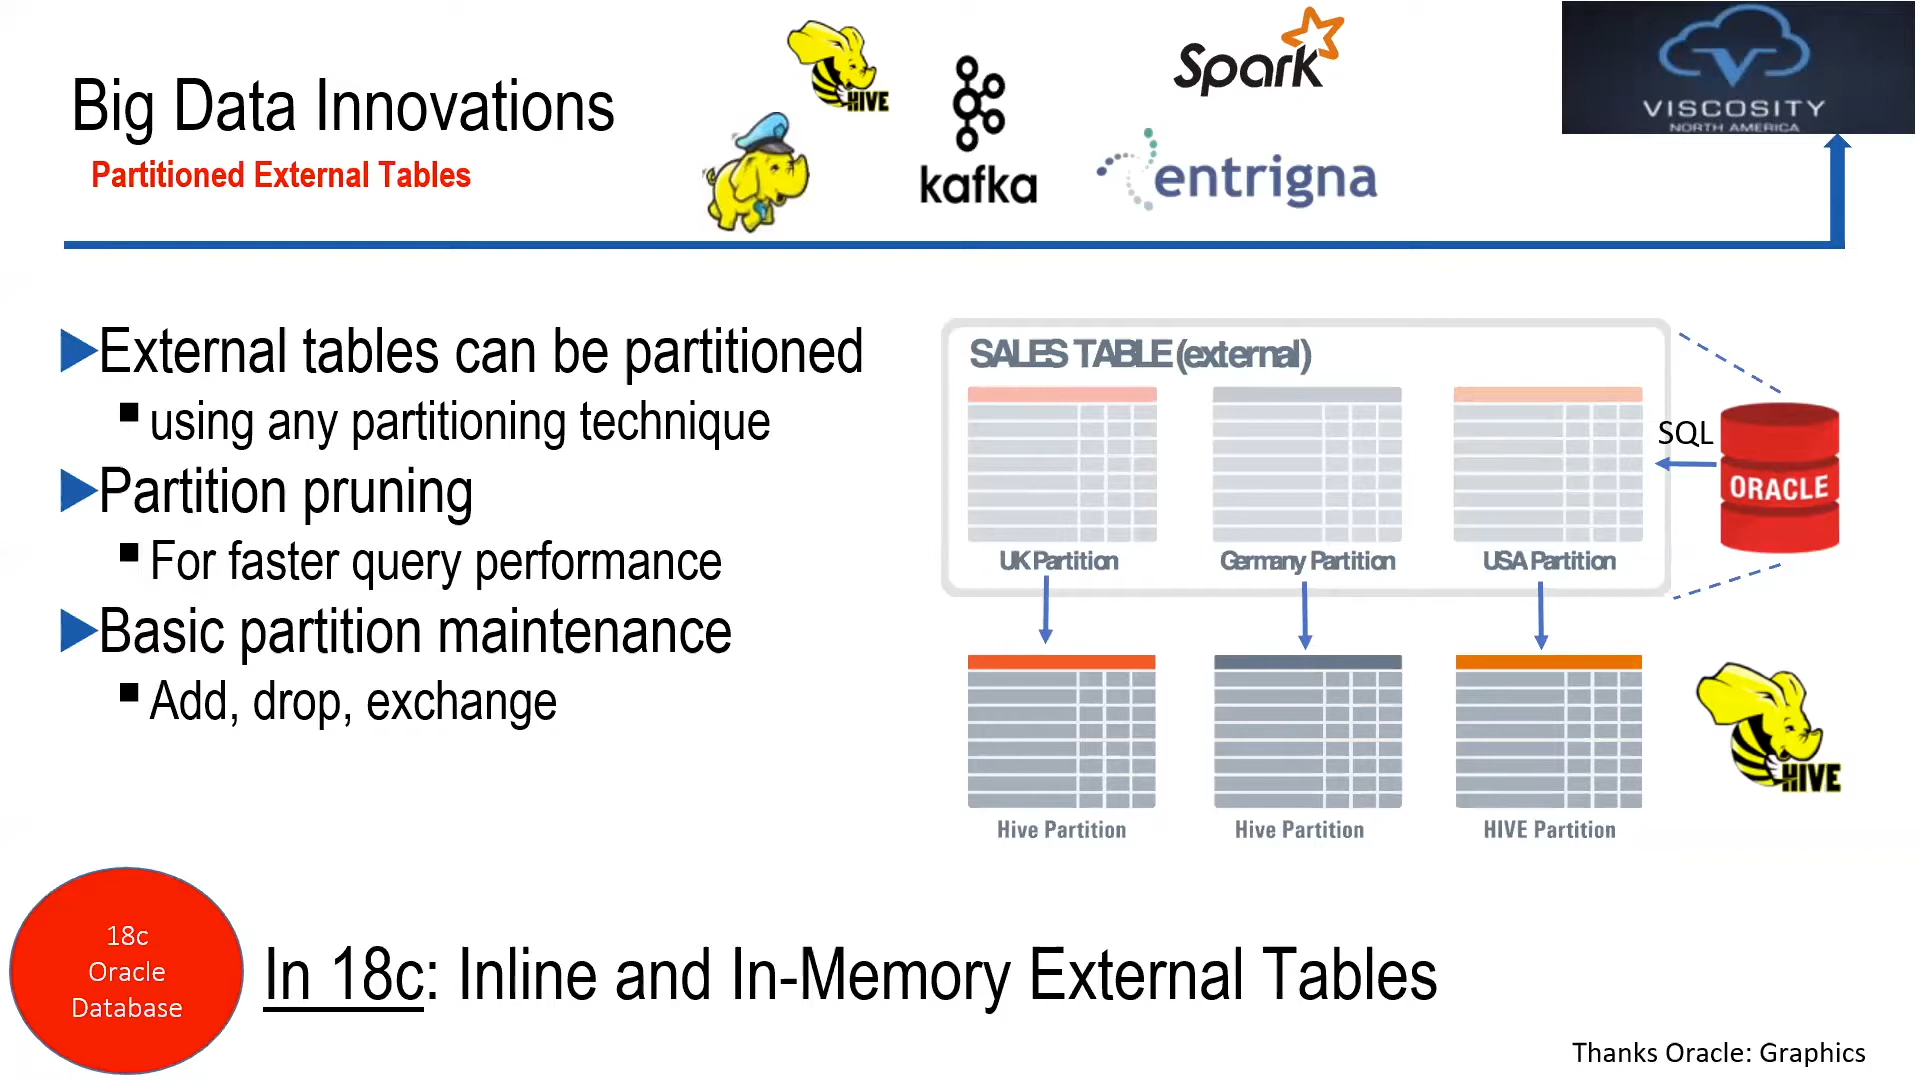 Big Data Innovations
Partitioned External Tables
HIVE
kafka
Spark
entrigna
VISCOSITY
NORTH AMERICA
External tables can be partitioned
using any partitioning technique
Partition pruning
For faster query performance
Basic partition maintenance
Add, drop, exchange
SALES TABLE (external)
UK Partition
Germany Partition
USA Partition
SQL
ORACLE
Hive Partition
Hive Partition
HIVE Partition
HIVE
18c
Oracle
Database
In 18c: Inline and In-Memory External Tables
Thanks Oracle: Graphics